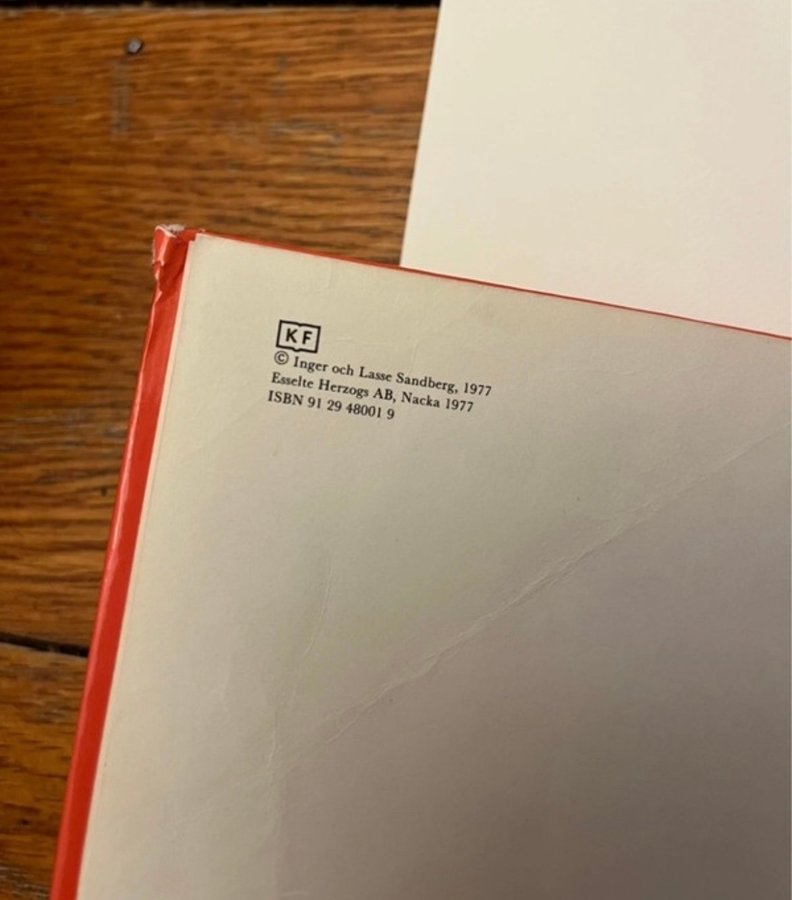 KF
© Inger och Lasse Sandberg, 1977
Esselte Herzogs AB, Nacka 1977
ISBN 91 29 48001 9